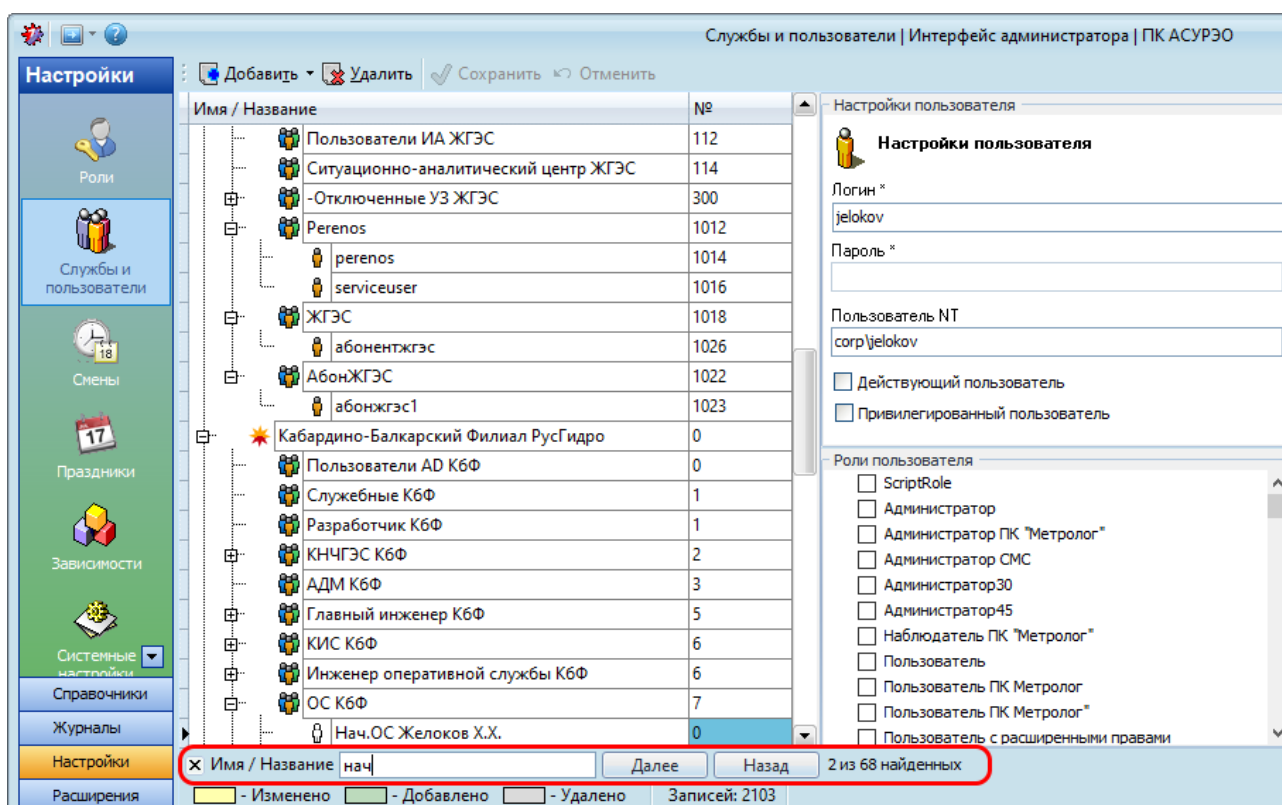 Службы и пользователи | Интерфейс администратора | ПК АСУРЭО
Настройки
Добавить Удалить Сохранить Отменить
Роли
Службы и
пользователи
18
Смены
17
Праздники
Зависимости
Системные
настройки
Справочники
Журналы
Настройки
Расширения
Имя / Название №
Пользователи ИА ЖГЭС 112
Ситуационно-аналитический центр ЖГЭС 114
-Отключенные УЗ ЖГЭС 300
Perenos 1012
perenos 1014
serviceuser 1016
ЖГЭС 1018
абонентжгэс 1026
АбонЖГЭС 1022
абонжгэс1 1023
Кабардино-Балкарский Филиал РусГидро 0
Пользователи AD КбФ 0
Служебные КбФ 1
Разработчик КбФ 1
КНЧГЭС КбФ 2
АДМ КбФ 3
Главный инженер КбФ 5
КИС КбФ 6
Инженер оперативной службы КбФ 6
ОС КбФ 7
Нач.ОС Желоков Х.Х. 0
Настройки пользователя
Настройки пользователя
Логин *
jelokov
Пароль *
Пользователь NT
corp\jelokov
Действующий пользователь
Привилегированный пользователь
Роли пользователя
ScriptRole
Администратор
Администратор ПК "Метролог"
Администратор СМС
Администратор30
Администратор45
Наблюдатель ПК "Метролог"
Пользователь
Пользователь ПК Метролог
Пользователь ПК Метролог"
Пользователь с расширенными правами
Имя / Название нач Далее Назад 2 из 68 найденных
- Изменено - Добавлено - Удалено Записей: 2103